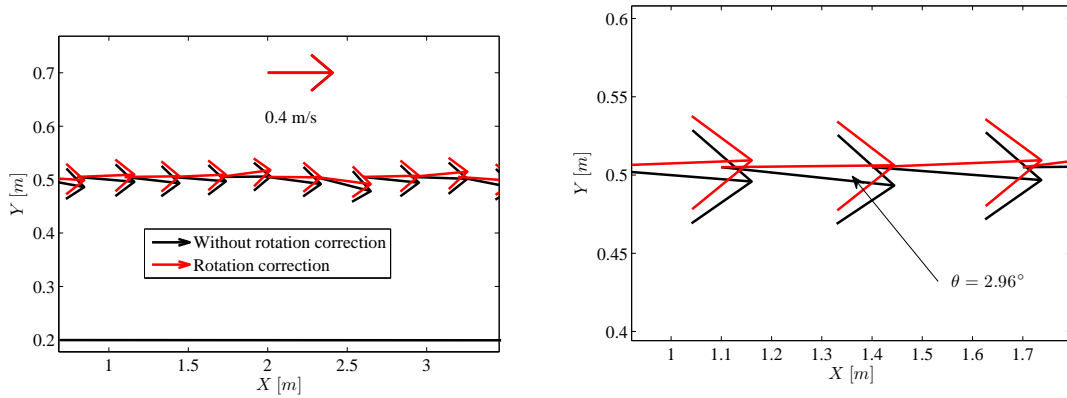 0.7
0.6
0.5
0.4
0.3
0.2
Y [m]
0.4 m/s
Without rotation correction
Rotation correction
1 1.5 2 2.5 3
X [m]
0.6
0.55
0.5
0.45
0.4
Y [m]
θ = 2.96°
1 1.1 1.2 1.3 1.4 1.5 1.6 1.7
X [m]